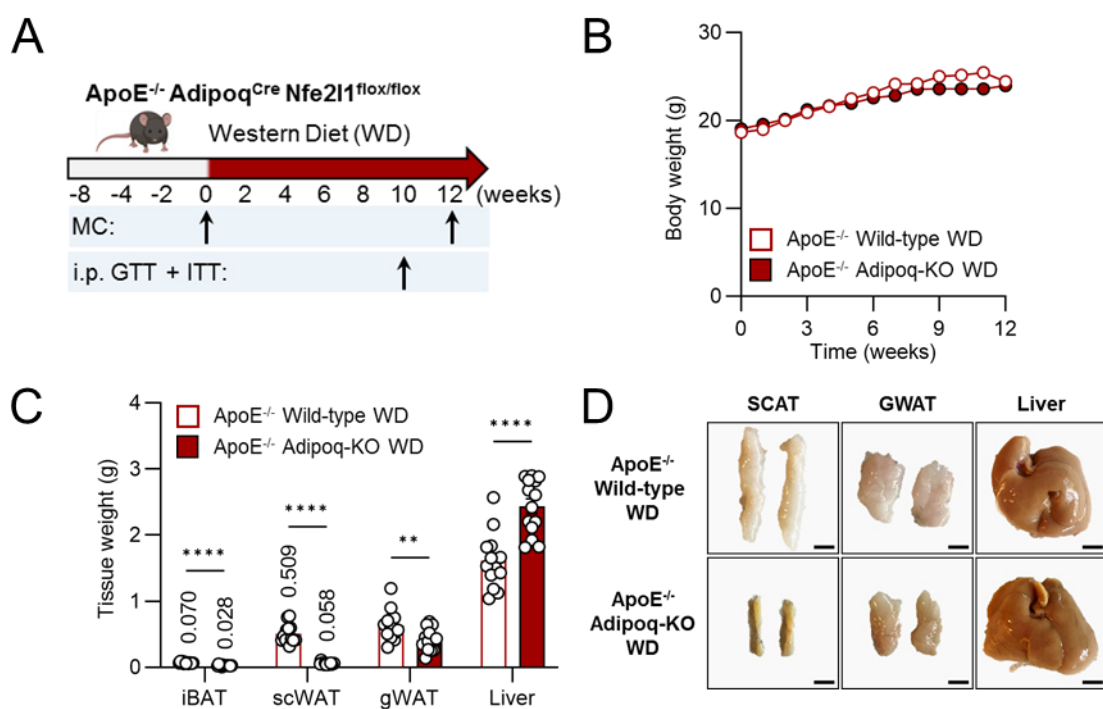 A
ApoE-/- AdipoqCre Nfe2l1flox/flox
Western Diet (WD)
-8 -4 -2 0 2 4 6 8 10 12 (weeks)
MC:
i.p. GTT + ITT:
B
30
20
10
0
Body weight (g)
ApoE-/- Wild-type WD
ApoE-/- Adipoq-KO WD
0 3 6 9 12
Time (weeks)
C
4
3
2
1
0
Tissue weight (g)
ApoE-/- Wild-type WD
ApoE-/- Adipoq-KO WD
**** **** ** ****
0.070 0.028 0.509 0.058
iBAT scWAT gWAT Liver
D
SCAT GWAT Liver
ApoE-/-
Wild-type
WD
ApoE-/-
Adipoq-KO
WD